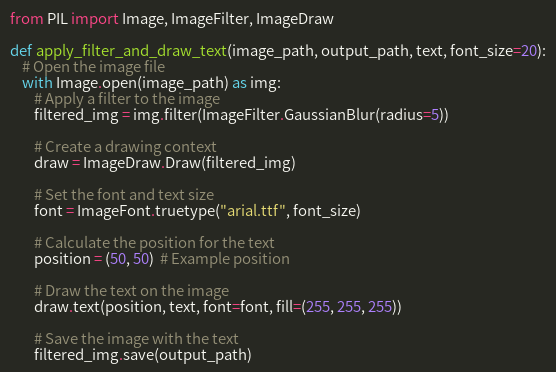 from PIL import Image, ImageFilter, ImageDraw
def apply_filter_and_draw_text(image_path, output_path, text, font_size=20):
# Open the image file
with Image.open(image_path) as img:
# Apply a filter to the image
filtered_img = img.filter(ImageFilter.GaussianBlur(radius=5))
# Create a drawing context
draw = ImageDraw.Draw(filtered_img)
# Set the font and text size
font = ImageFont.truetype("arial.ttf", font_size)
# Calculate the position for the text
position = (50, 50)  # Example position
# Draw the text on the image
draw.text(position, text, font=font, fill=(255, 255, 255))
# Save the image with the text
filtered_img.save(output_path)